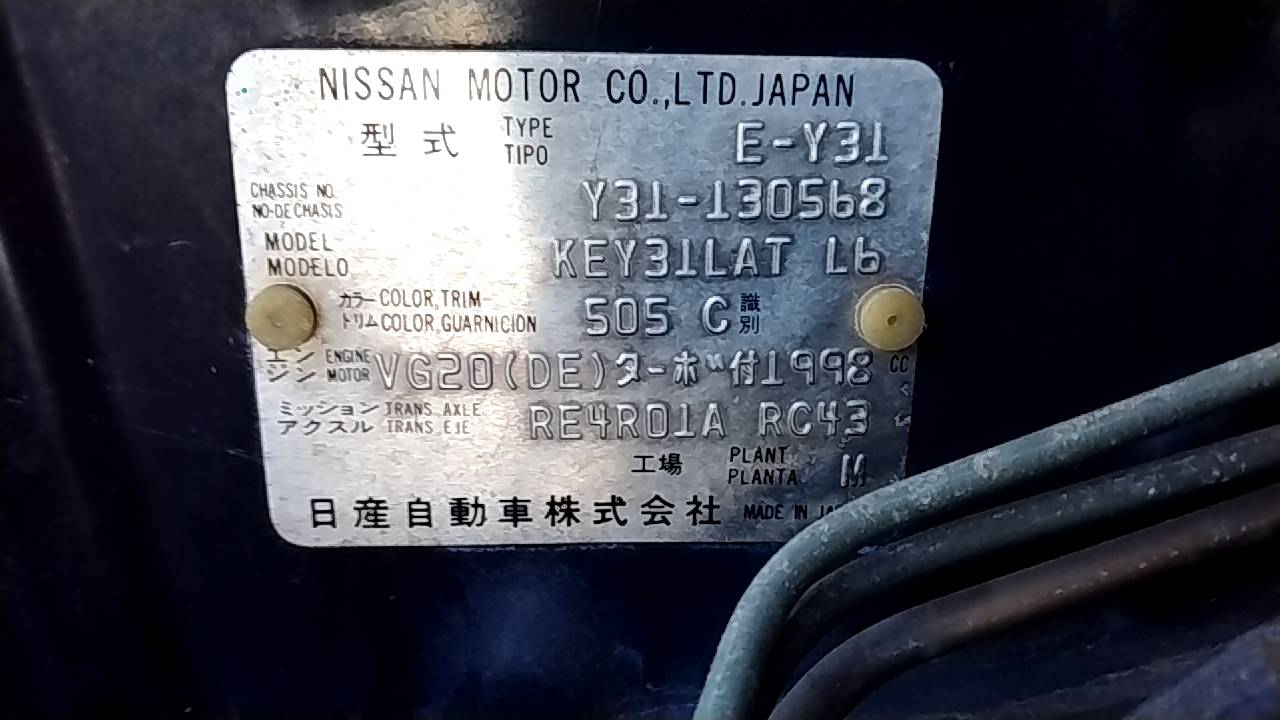 NISSAN MOTOR CO.,LTD.JAPAN
型式 TYPE TIPO E-Y31
CHASSIS NO. NO-DE CHASIS Y31-130568
MODEL MODELO KEY31LAT L6
カラー トリム COLOR,TRIM COLOR,GUARNICION 505 C 識別
エンジン ENGINE MOTOR VG20(DE)ターボ付1998 CC
ミッション アクスル TRANS.AXLE TRANS.EJE RE4R01A RC43
工場 PLANT PLANTA M
日産自動車株式会社 MADE IN